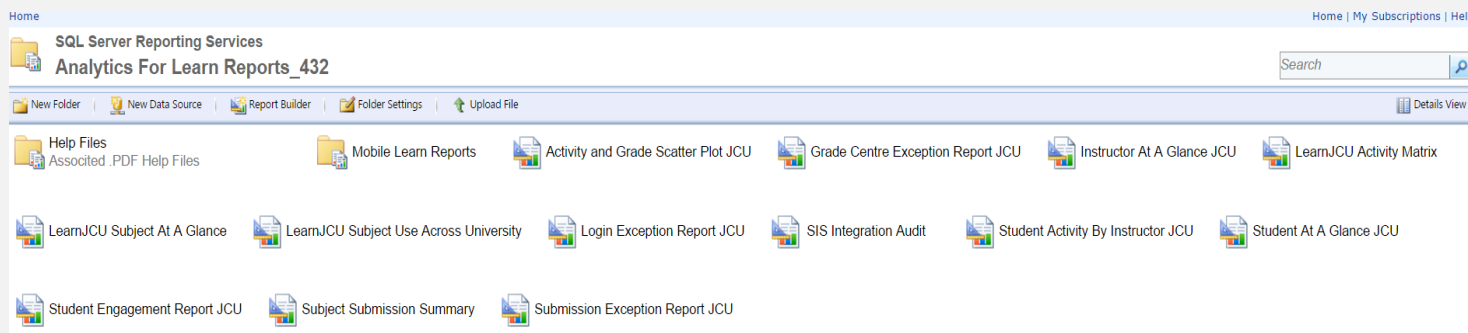 Home
Home | My Subscriptions | Hel
SQL Server Reporting Services
Analytics For Learn Reports_432
Search
New Folder | New Data Source | Report Builder | Folder Settings | Upload File
Details View
Help Files
Associted .PDF Help Files
Mobile Learn Reports
Activity and Grade Scatter Plot JCU
Grade Centre Exception Report JCU
Instructor At A Glance JCU
LearnJCU Activity Matrix
LearnJCU Subject At A Glance
LearnJCU Subject Use Across University
Login Exception Report JCU
SIS Integration Audit
Student Activity By Instructor JCU
Student At A Glance JCU
Student Engagement Report JCU
Subject Submission Summary
Submission Exception Report JCU